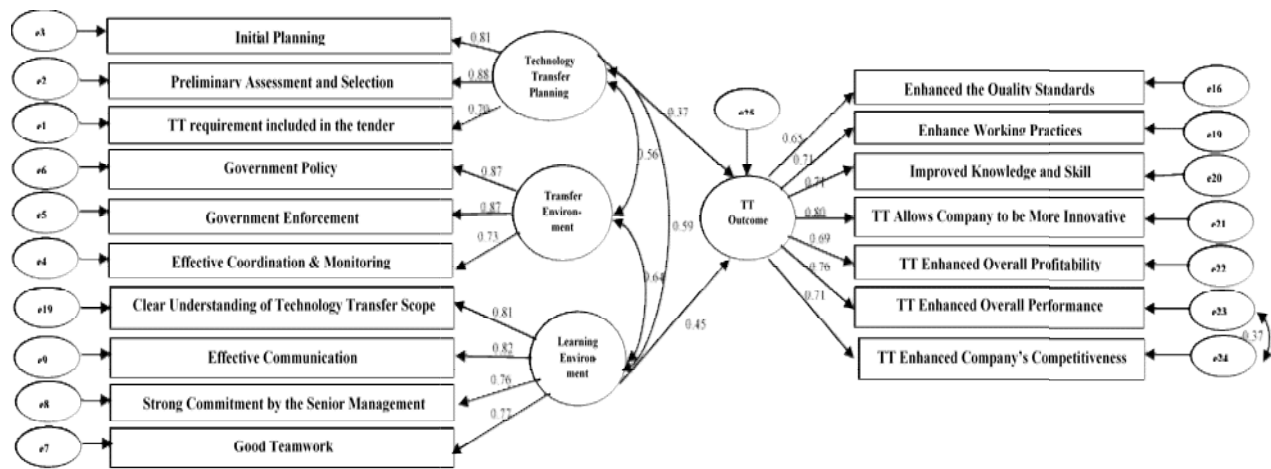 e3
Initial Planning
0.81
e2
Preliminary Assessment and Selection
0.88
e1
TT requirement included in the tender
0.70
Technology
Transfer
Planning
e6
Government Policy
0.87
e5
Government Enforcement
0.87
e4
Effective Coordination & Monitoring
0.73
Transfer
Environ-
ment
e19
Clear Understanding of Technology Transfer Scope
0.81
e9
Effective Communication
0.82
e8
Strong Commitment by the Senior Management
0.76
e7
Good Teamwork
0.77
Learning
Environ-
ment
0.56
0.59
0.64
0.37
0.45
TT
Outcome
0.65
Enhanced the Quality Standards
e16
0.71
Enhance Working Practices
e19
0.71
Improved Knowledge and Skill
e20
0.80
TT Allows Company to be More Innovative
e21
0.69
TT Enhanced Overall Profitability
e22
0.76
TT Enhanced Overall Performance
e23
0.71
TT Enhanced Company's Competitiveness
e24
0.37